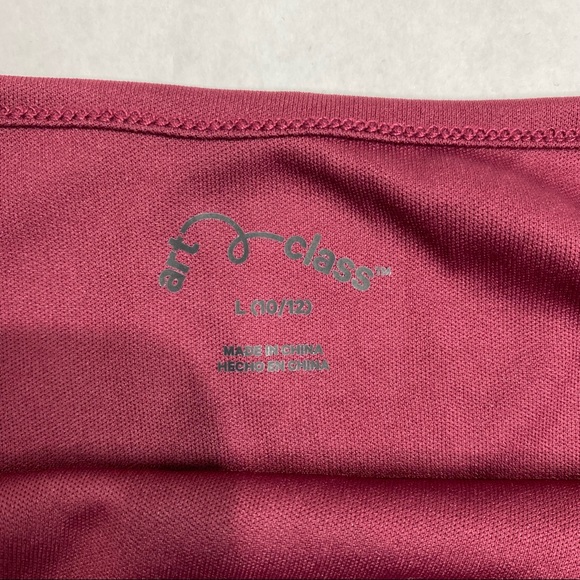 art class™
L (10/12)
MADE IN CHINA
HECHO EN CHINA